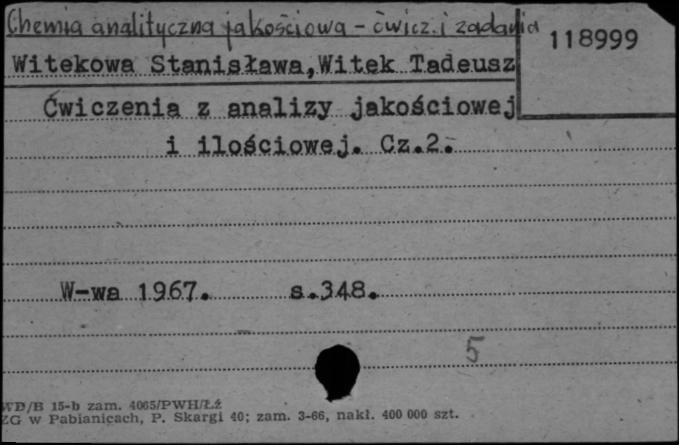 Chemia analityczna jakościowa - ćwicz. i zadania
118999
Witekowa Stanisława, Witek Tadeusz
Ćwiczenia z analizy jakościowej
i ilościowej. Cz.2.
W-wa 1967. s.348.
5
WD/B 15-b zam. 4065/PWH/Łź
ZG w Pabianicach, P. Skargi 40; zam. 3-66, nakł. 400 000 szt.